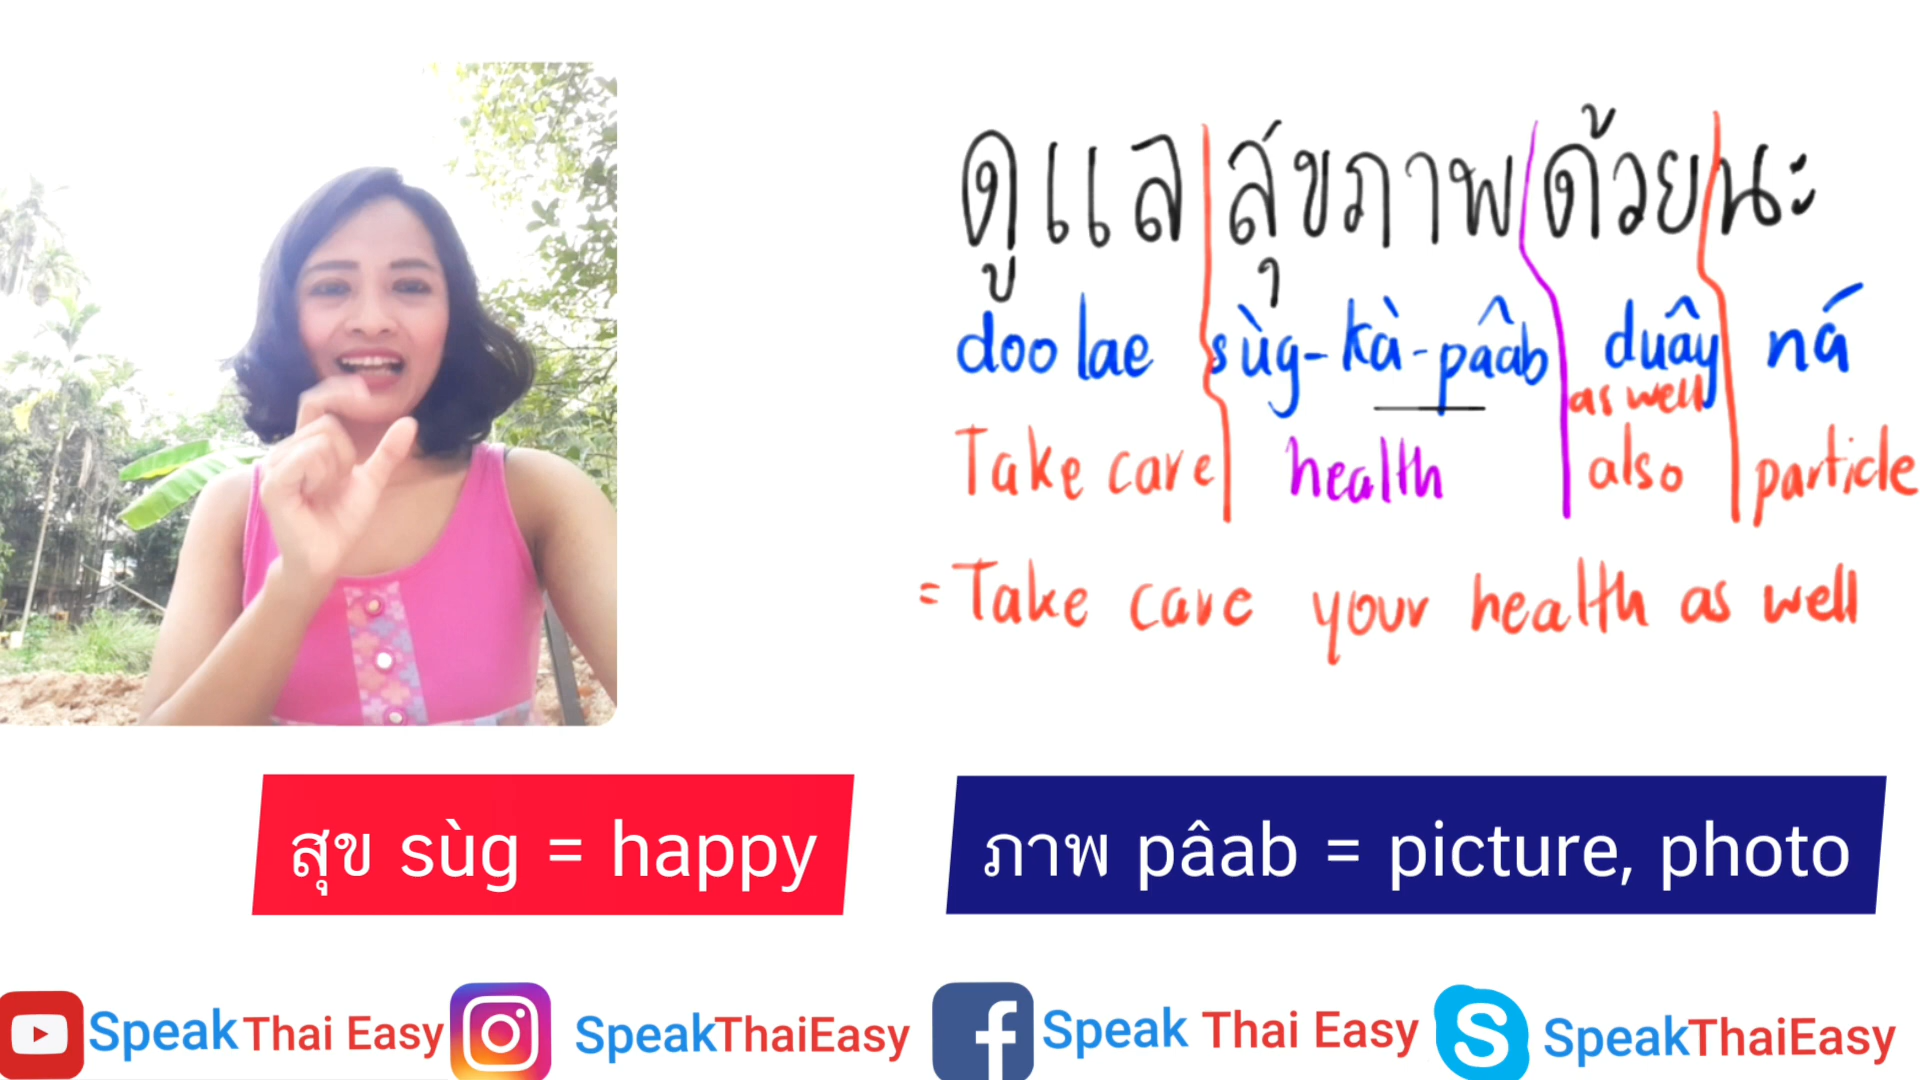 ดูแลสุขภาพด้วยนะ
doo lae sùg-kà-pâab duây ná
as well
Take care health also particle
= Take care your health as well
สุข sùg = happy
ภาพ pâab = picture, photo
Speak Thai Easy
SpeakThaiEasy
Speak Thai Easy
SpeakThaiEasy